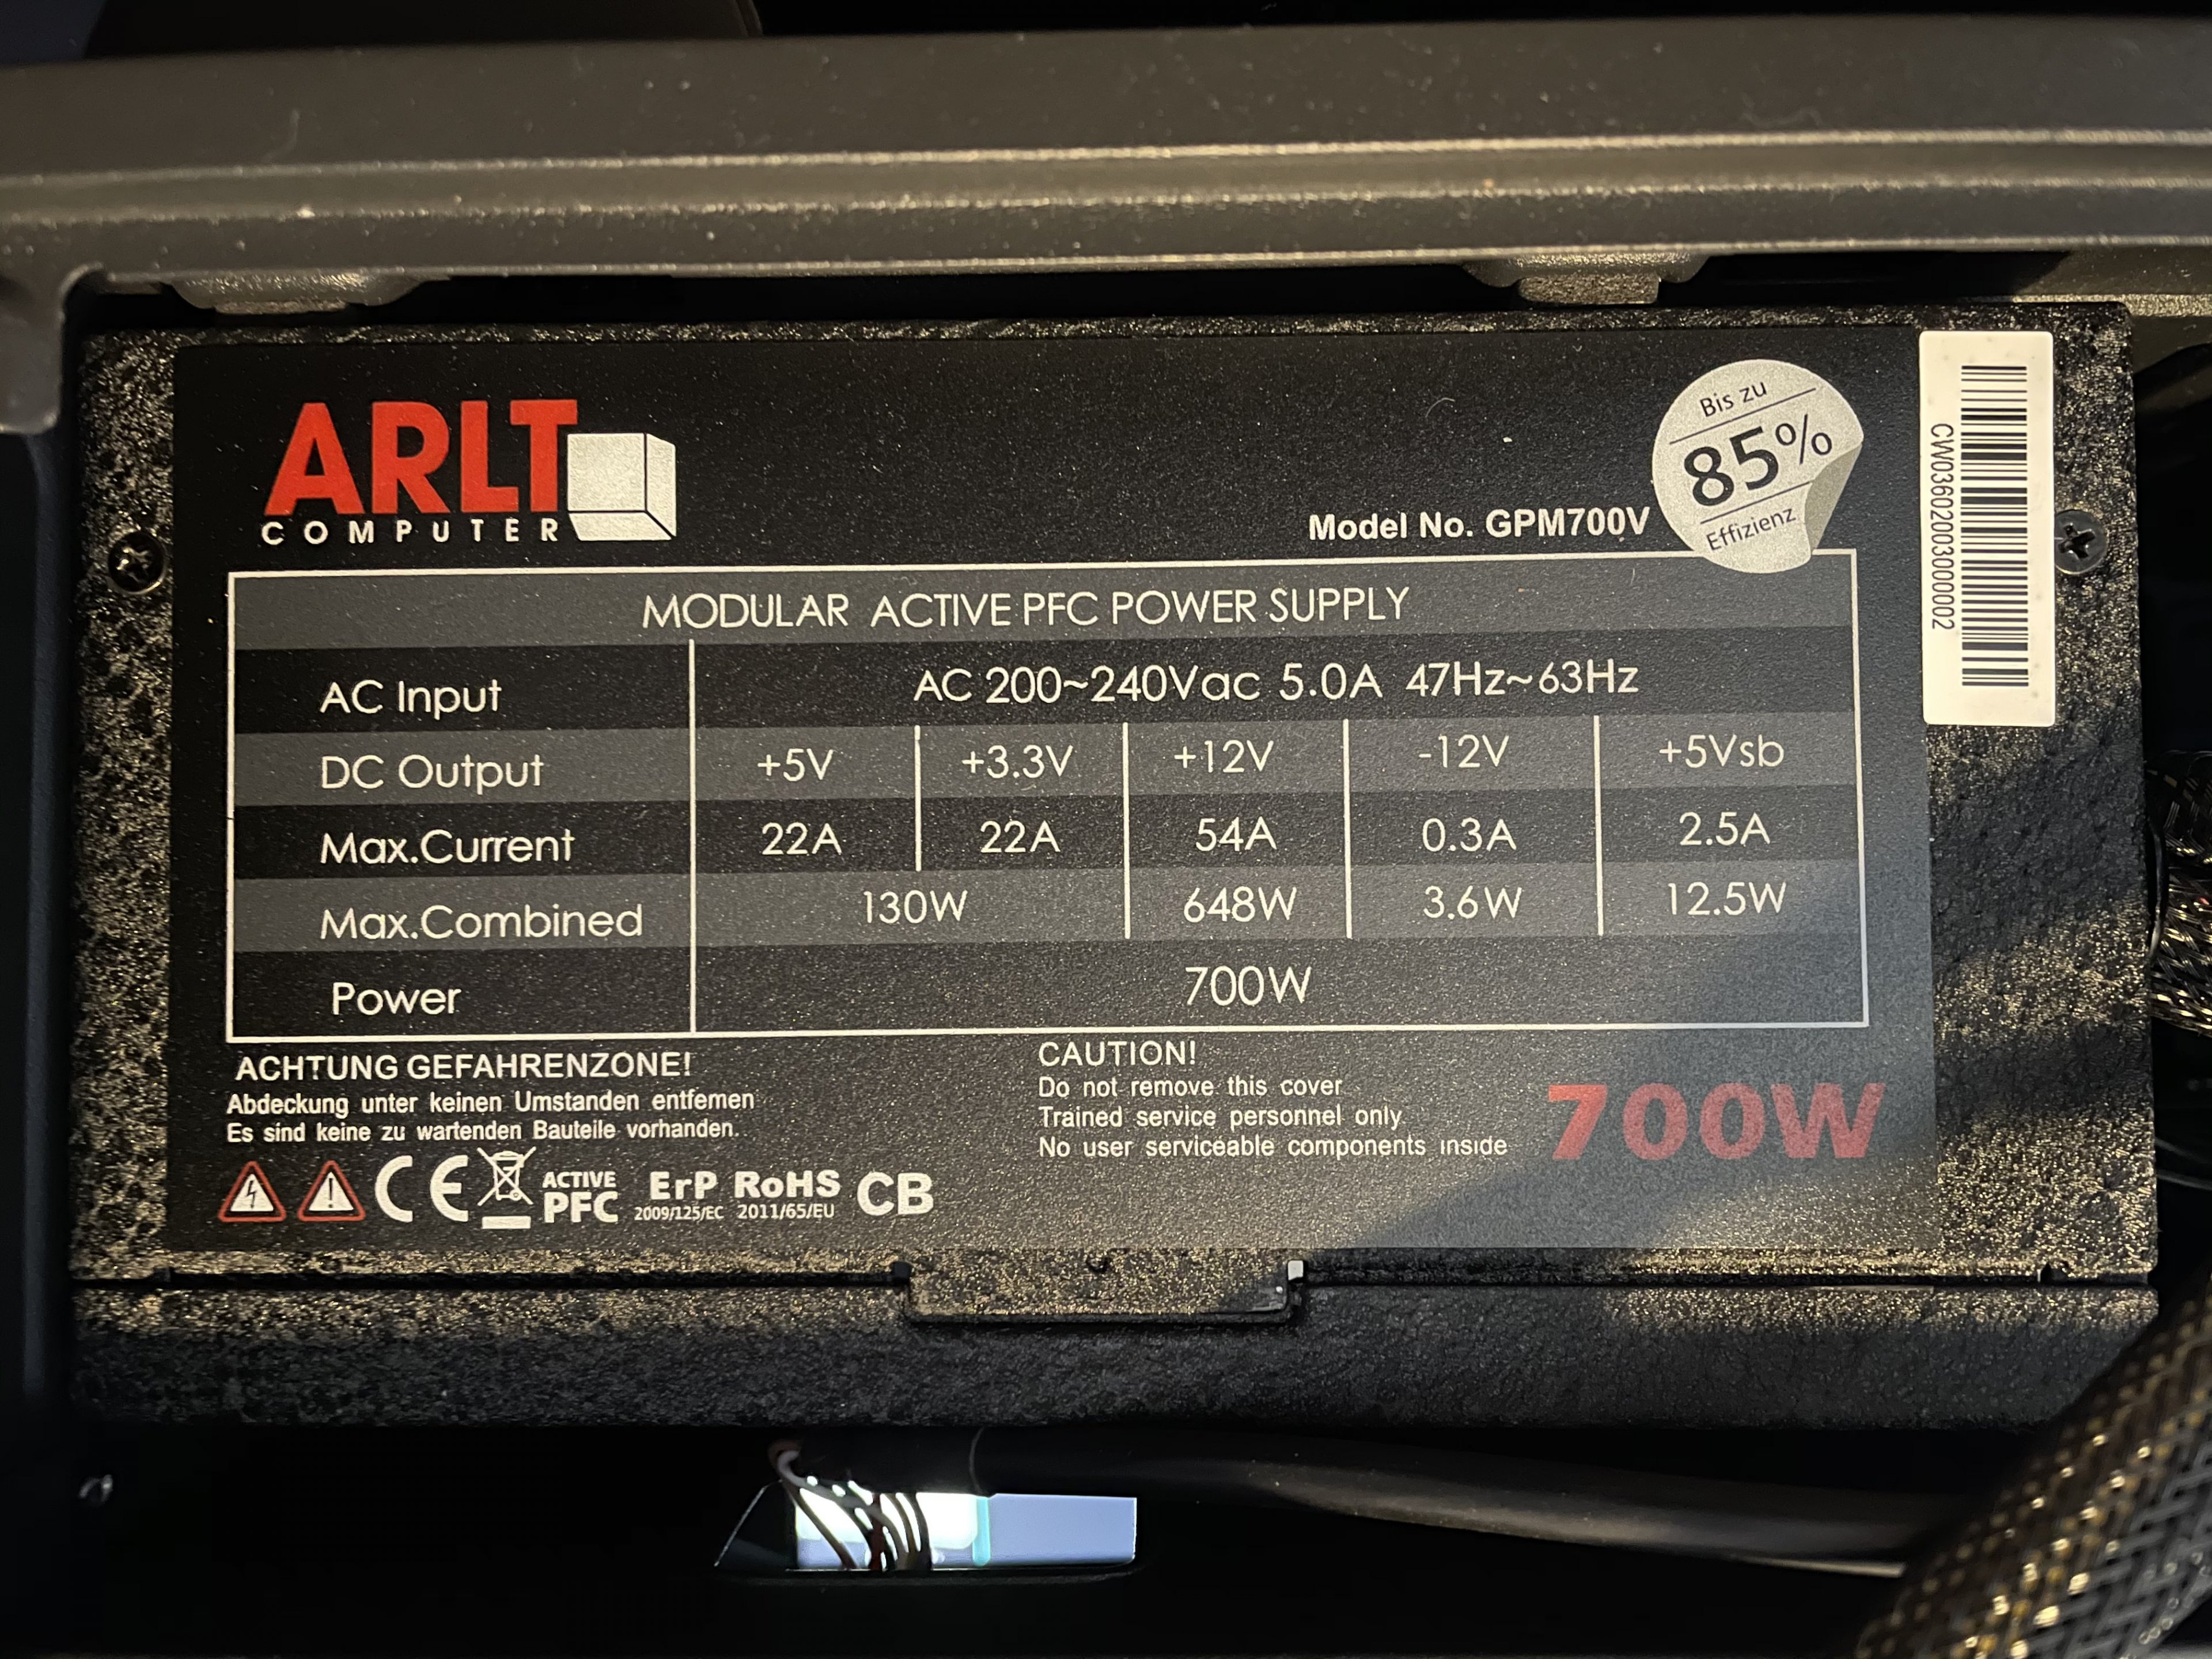 ARLT
COMPUTER
Model No. GPM700V
Bis zu
85%
Effizienz
CW03602003000002
MODULAR ACTIVE PFC POWER SUPPLY
AC Input AC 200~240Vac 5.0A 47Hz~63Hz
DC Output +5V +3.3V +12V -12V +5Vsb
Max.Current 22A 22A 54A 0.3A 2.5A
Max.Combined 130W 648W 3.6W 12.5W
Power 700W
ACHTUNG GEFAHRENZONE!
Abdeckung unter keinen Umstanden entfernen
Es sind keine zu wartenden Bauteile vorhanden.
CAUTION!
Do not remove this cover
Trained service personnel only
No user serviceable components inside
700W
CE
ACTIVE
PFC
ErP
2009/125/EC
RoHS
2011/65/EU
CB